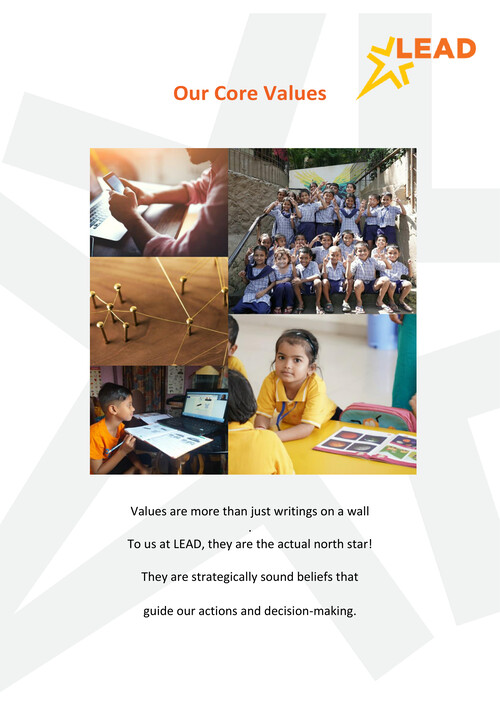 LEAD
Our Core Values
Values are more than just writings on a wall
.
To us at LEAD, they are the actual north star!
They are strategically sound beliefs that
guide our actions and decision-making.